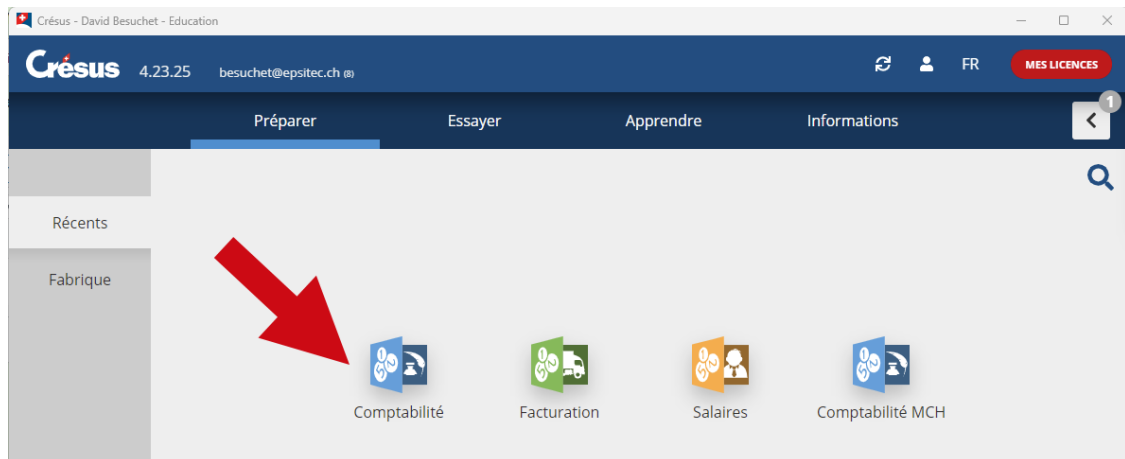 Crésus - David Besuchet - Education
Crésus 4.23.25 besuchet@epsitec.ch (8) FR MES LICENCES
Préparer Essayer Apprendre Informations 1
Récents
Fabrique
Comptabilité Facturation Salaires Comptabilité MCH